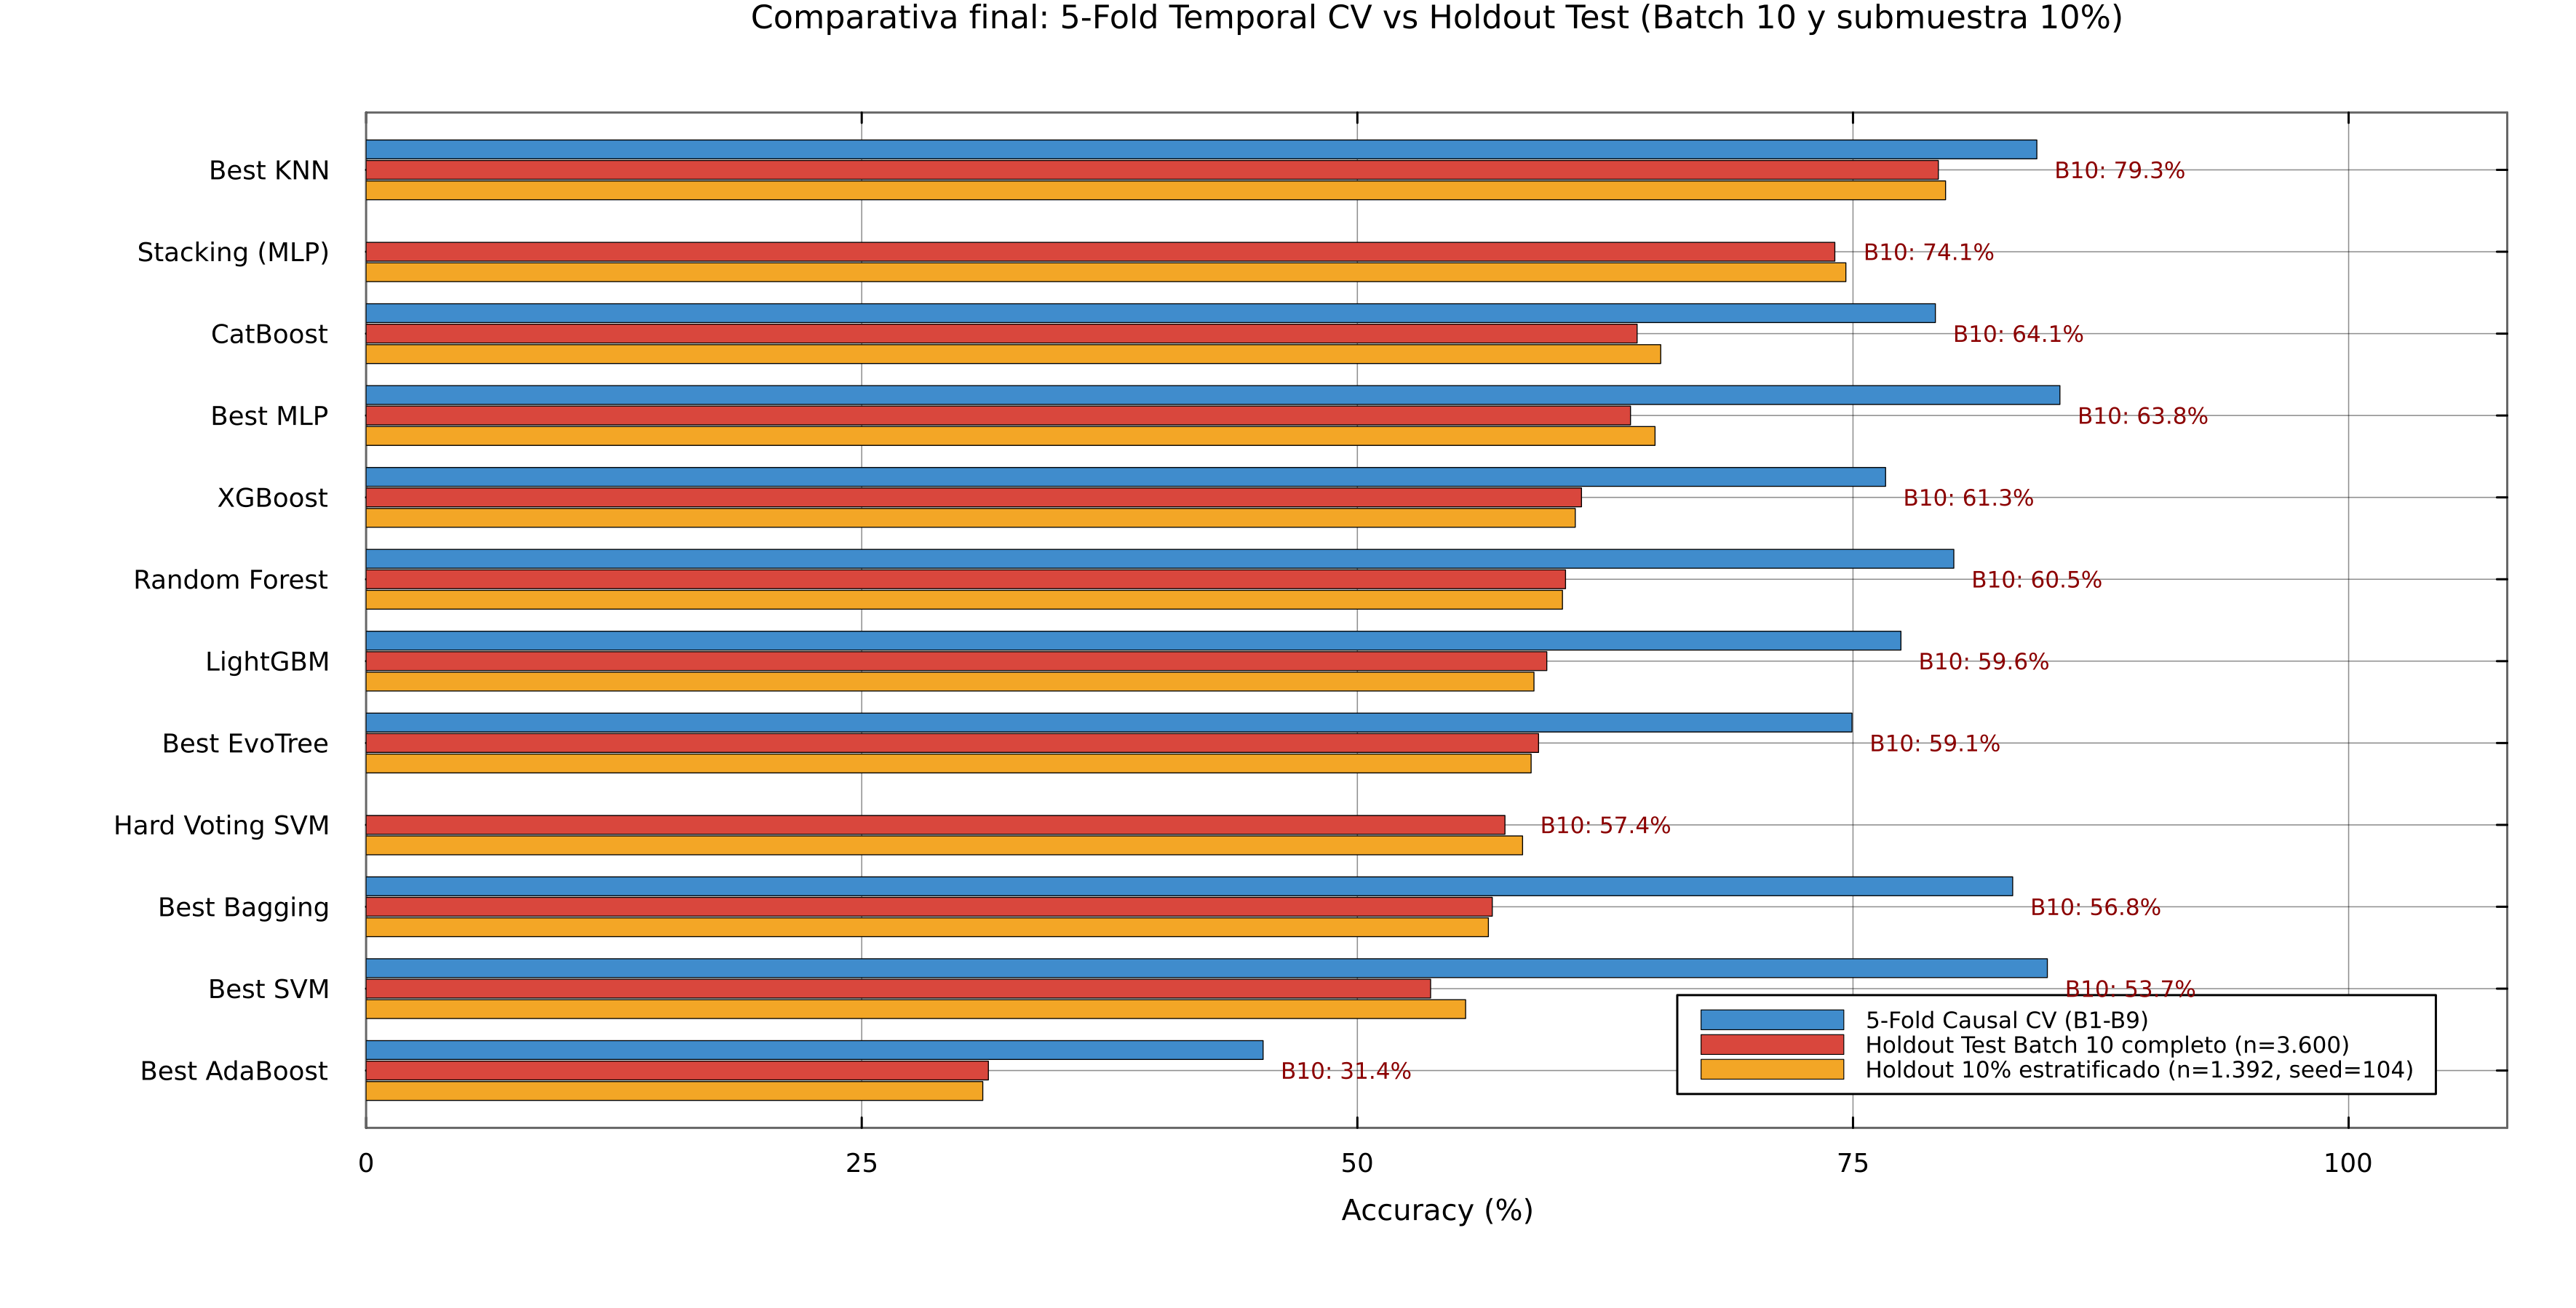 Comparativa final: 5-Fold Temporal CV vs Holdout Test (Batch 10 y submuestra 10%)
Best KNN
B10: 79.3%
Stacking (MLP)
B10: 74.1%
CatBoost
B10: 64.1%
Best MLP
B10: 63.8%
XGBoost
B10: 61.3%
Random Forest
B10: 60.5%
LightGBM
B10: 59.6%
Best EvoTree
B10: 59.1%
Hard Voting SVM
B10: 57.4%
Best Bagging
B10: 56.8%
Best SVM
B10: 53.7%
Best AdaBoost
B10: 31.4%
5-Fold Causal CV (B1-B9)
Holdout Test Batch 10 completo (n=3.600)
Holdout 10% estratificado (n=1.392, seed=104)
0 25 50 75 100
Accuracy (%)